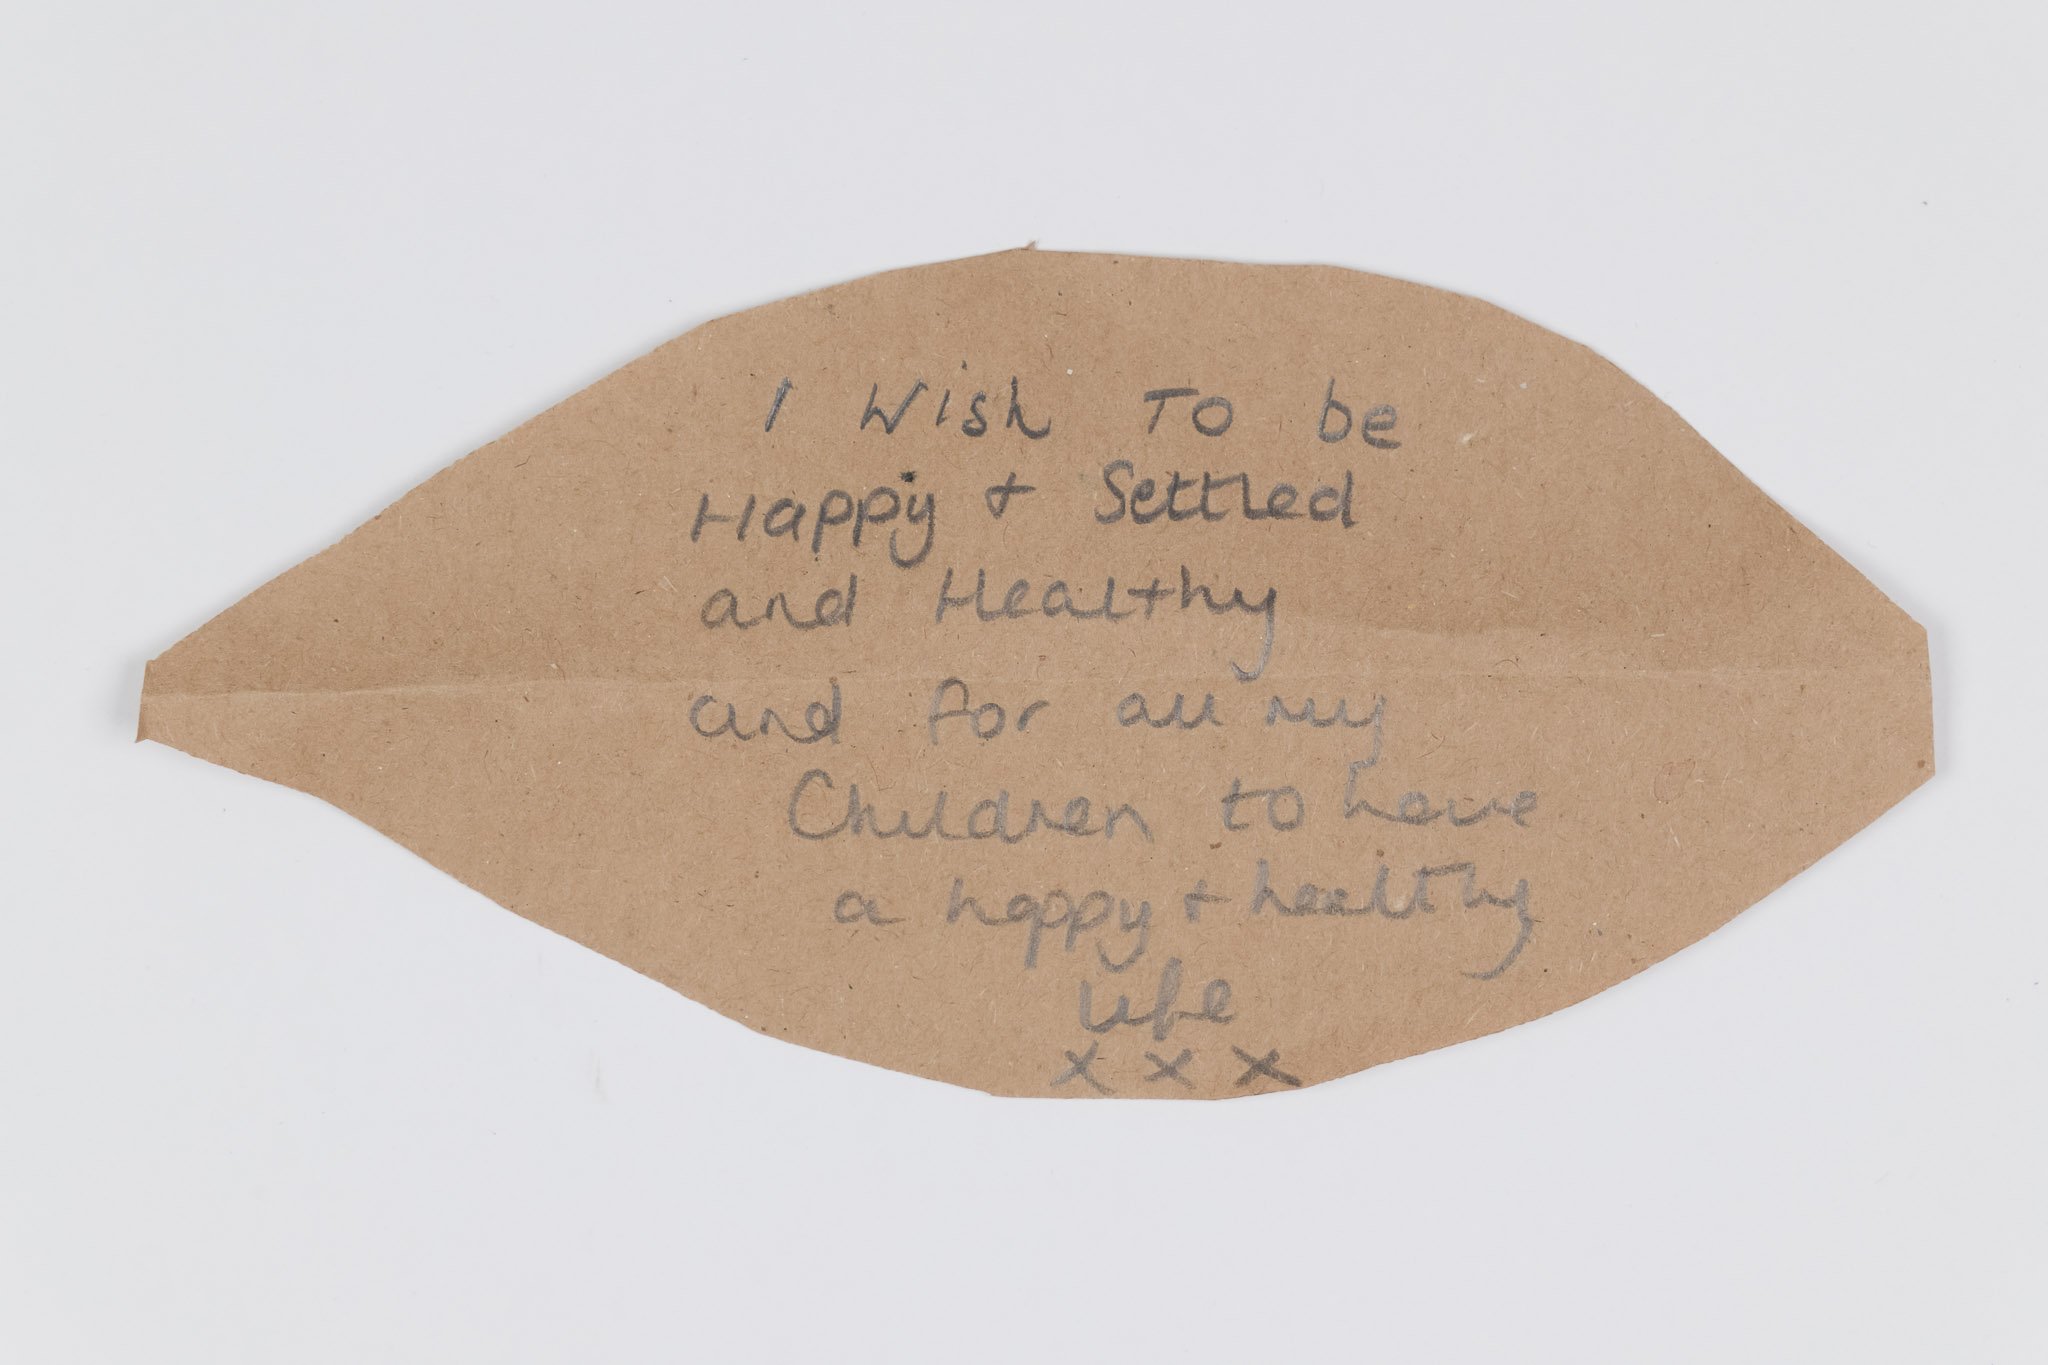 I Wish To be
Happy + Settled
and Healthy
and for all my
Children to have
a happy + healthy
life
x x x